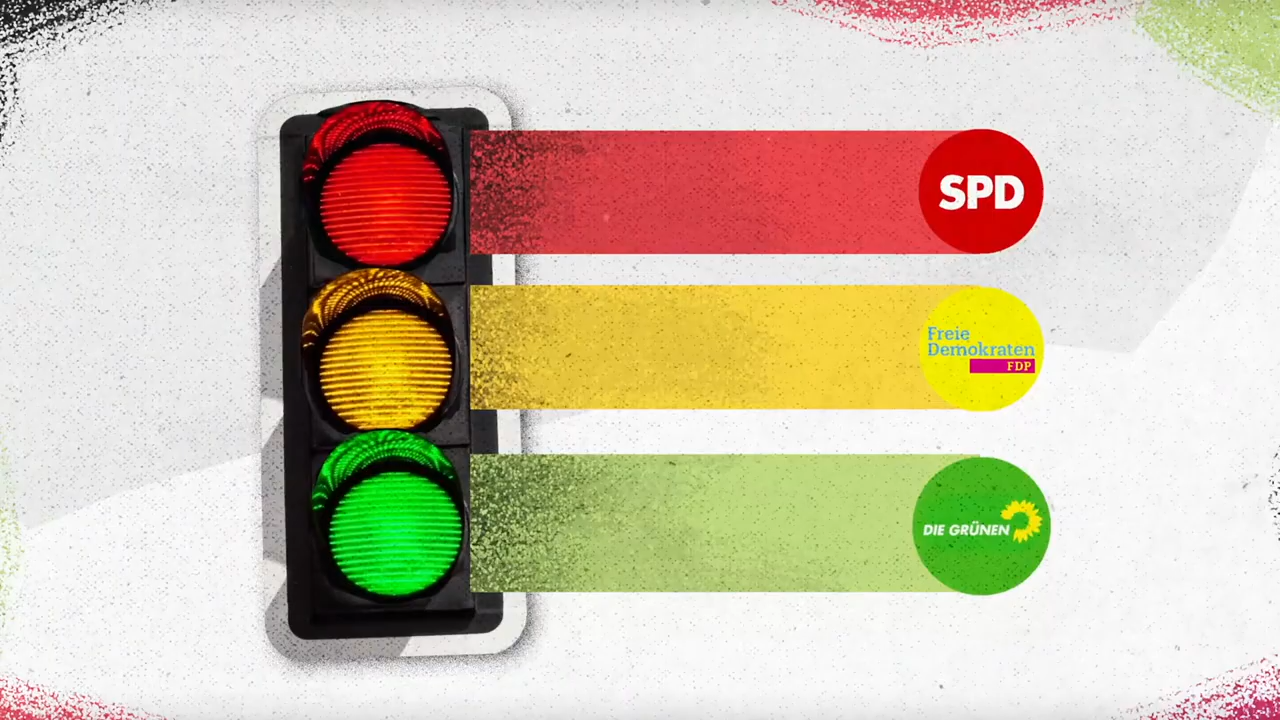 SPD
Freie
Demokraten
FDP
DIE GRÜNEN